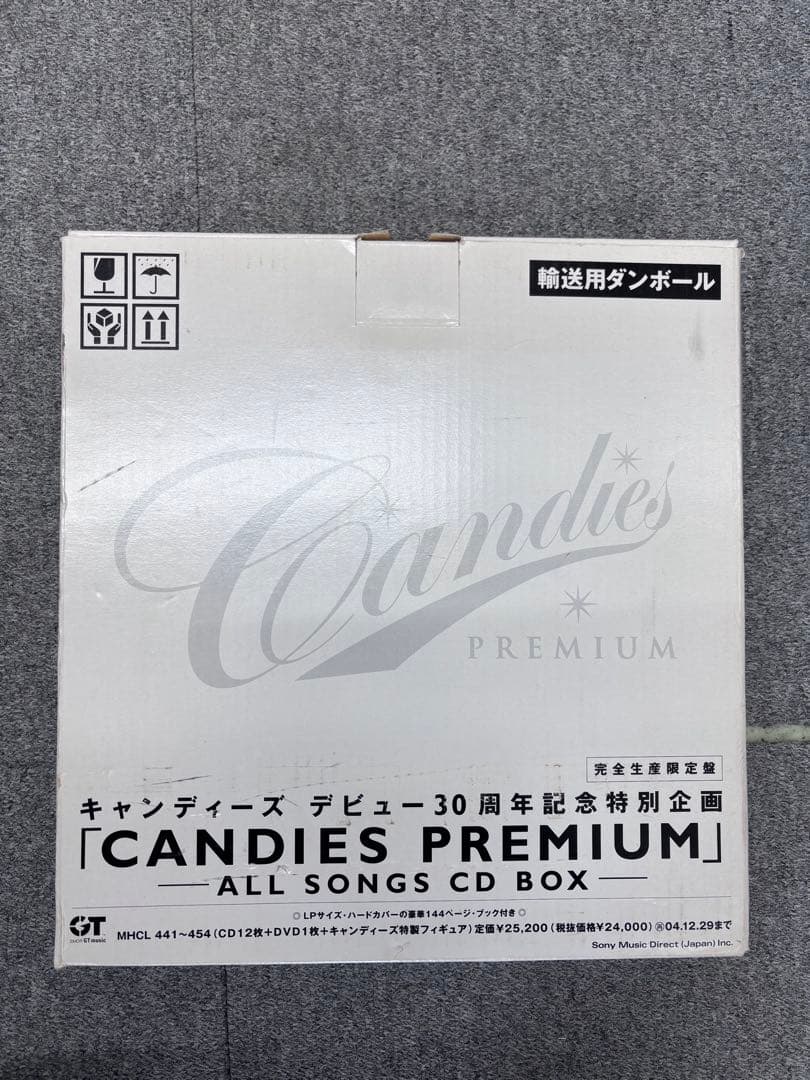 輸送用ダンボール
Candies
PREMIUM
完全生産限定盤
キャンディーズ デビュー30周年記念特別企画
「CANDIES PREMIUM」
ALL SONGS CD BOX
◎ LPサイズ・ハードカバーの豪華144ページ・ブック付き ◎
GT
GT music
MHCL 441〜454 (CD12枚+DVD1枚+キャンディーズ特製フィギュア) 定価¥25,200 (税抜価格¥24,000) 再04.12.29まで
Sony Music Direct (Japan) Inc.